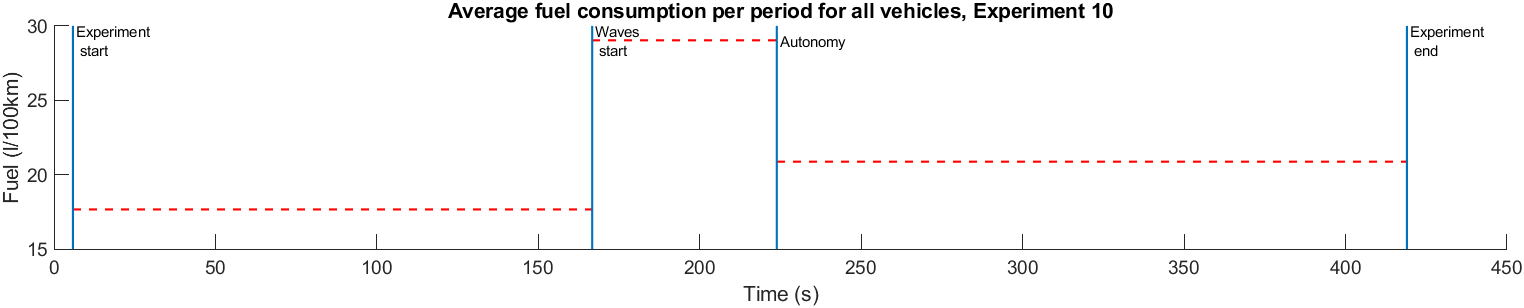 Average fuel consumption per period for all vehicles, Experiment 10
Fuel (l/100km)
30
25
20
15
Experiment
start
Waves
start
Autonomy
Experiment
end
0 50 100 150 200 250 300 350 400 450
Time (s)